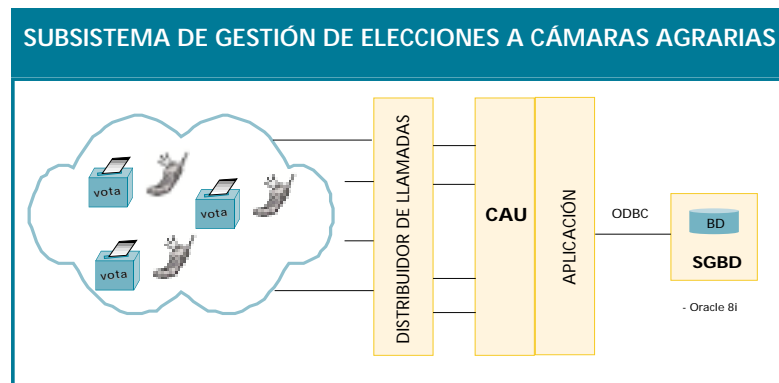 SUBSISTEMA DE GESTIÓN DE ELECCIONES A CÁMARAS AGRARIAS
vota
vota
vota
DISTRIBUIDOR DE LLAMADAS
CAU
APLICACIÓN
ODBC
BD
SGBD
- Oracle 8i